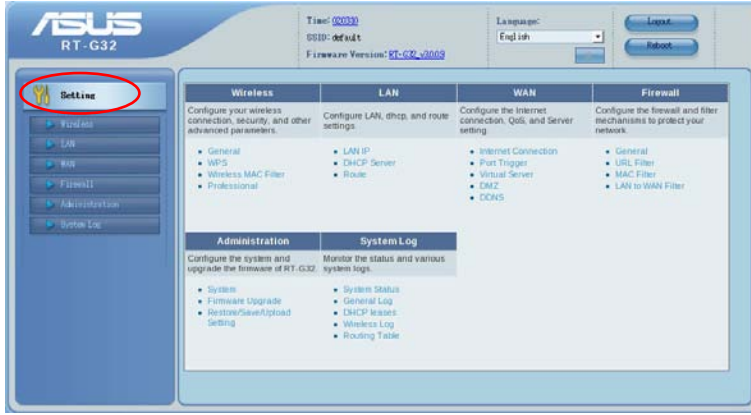 ASUS
RT-G32
Time: 020330
SSID: default
Firmware Version: RT-G32_v3009
Language:
English
Logout
Reboot
Setting
Wireless
LAN
WAN
Firewall
Administration
System Log
Wireless
Configure your wireless
connection, security, and other
advanced parameters.
General
WPS
Wireless MAC Filter
Professional
LAN
Configure LAN, dhcp, and route
settings.
LAN IP
DHCP Server
Route
WAN
Configure the Internet
connection, QoS, and Server
setting.
Internet Connection
Port Trigger
Virtual Server
DMZ
DDNS
Firewall
Configure the firewall and filter
mechanisms to protect your
network.
General
URL Filter
MAC Filter
LAN to WAN Filter
Administration
Configure the system and
upgrade the firmware of RT-G32.
System
Firmware Upgrade
Restore/Save/Upload
Setting
System Log
Monitor the status and various
system logs.
System Status
General Log
DHCP leases
Wireless Log
Routing Table